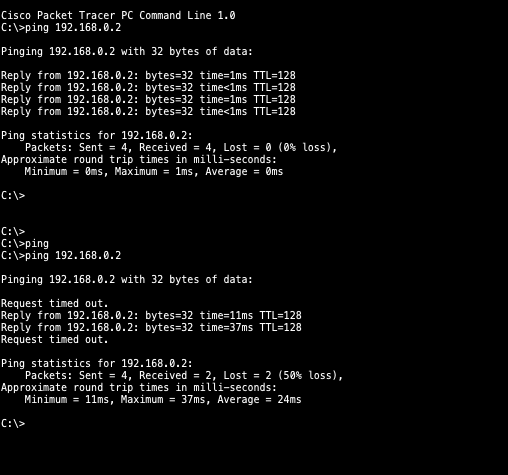 Cisco Packet Tracer PC Command Line 1.0
C:\>ping 192.168.0.2
Pinging 192.168.0.2 with 32 bytes of data:
Reply from 192.168.0.2: bytes=32 time=1ms TTL=128
Reply from 192.168.0.2: bytes=32 time<1ms TTL=128
Reply from 192.168.0.2: bytes=32 time=1ms TTL=128
Reply from 192.168.0.2: bytes=32 time<1ms TTL=128
Ping statistics for 192.168.0.2:
    Packets: Sent = 4, Received = 4, Lost = 0 (0% loss),
Approximate round trip times in milli-seconds:
    Minimum = 0ms, Maximum = 1ms, Average = 0ms
C:\>
C:\>
C:\>ping
C:\>ping 192.168.0.2
Pinging 192.168.0.2 with 32 bytes of data:
Request timed out.
Reply from 192.168.0.2: bytes=32 time=11ms TTL=128
Reply from 192.168.0.2: bytes=32 time=37ms TTL=128
Request timed out.
Ping statistics for 192.168.0.2:
    Packets: Sent = 4, Received = 2, Lost = 2 (50% loss),
Approximate round trip times in milli-seconds:
    Minimum = 11ms, Maximum = 37ms, Average = 24ms
C:\>